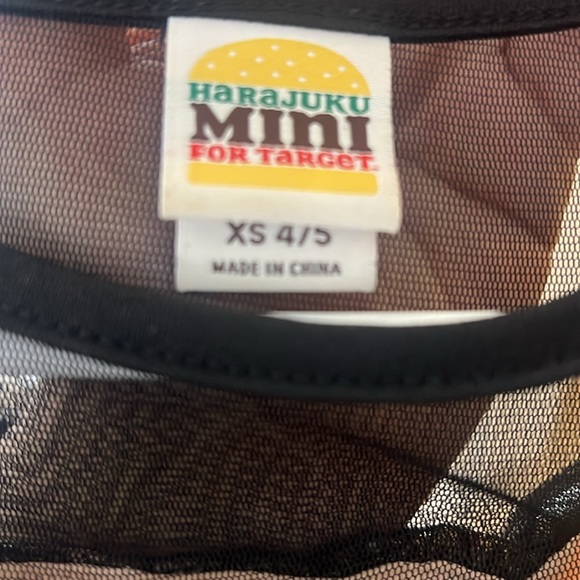 HaraJUKU
MINI
FOR TarGeT.
XS 4/5
MADE IN CHINA